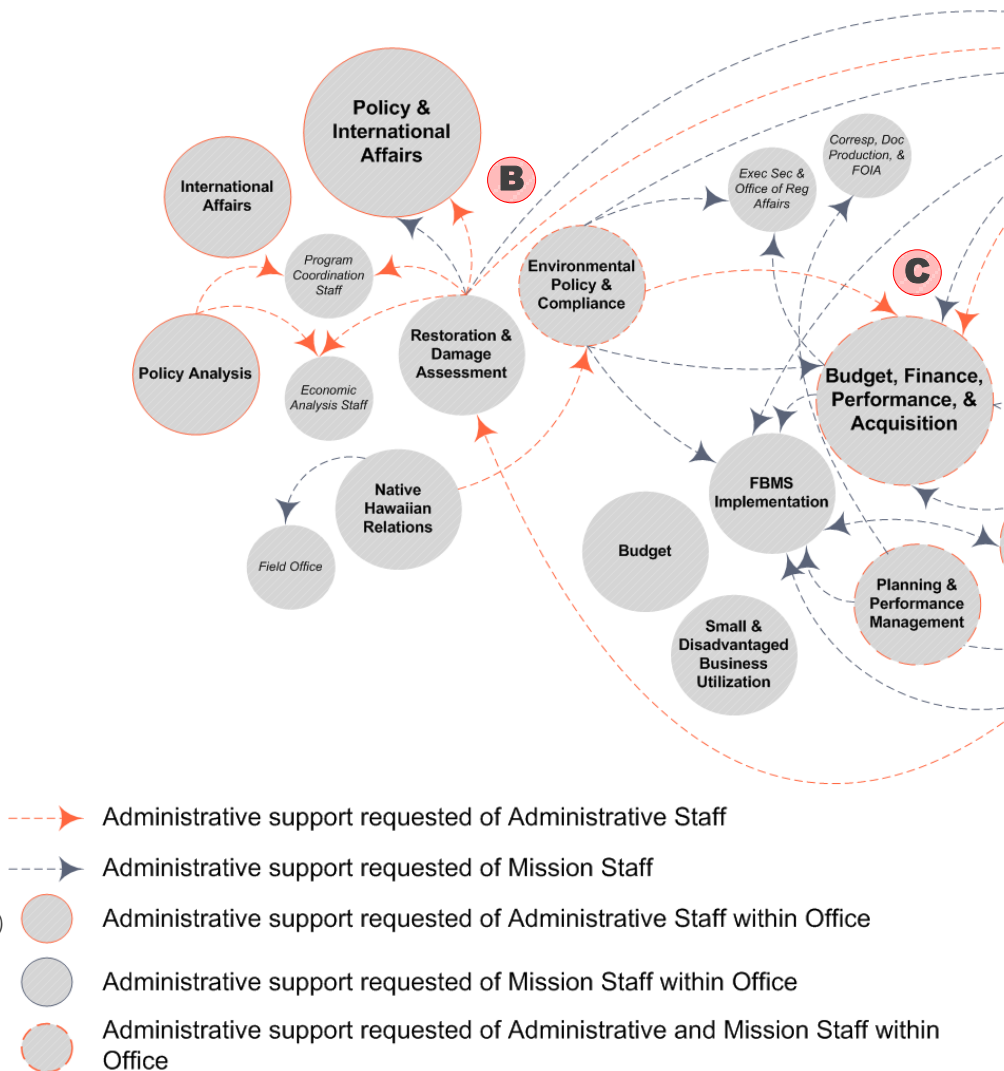 Policy &
International
Affairs
B
Corresp, Doc
Production, &
FOIA
Exec Sec &
Office of Reg
Affairs
International
Affairs
Program
Coordination
Staff
Environmental
Policy &
Compliance
C
Restoration &
Damage
Assessment
Policy Analysis
Economic
Analysis Staff
Budget, Finance,
Performance, &
Acquisition
Native
Hawaiian
Relations
FBMS
Implementation
Field Office
Budget
Planning &
Performance
Management
Small &
Disadvantaged
Business
Utilization
Administrative support requested of Administrative Staff
Administrative support requested of Mission Staff
)
Administrative support requested of Administrative Staff within Office
Administrative support requested of Mission Staff within Office
Administrative support requested of Administrative and Mission Staff within
Office